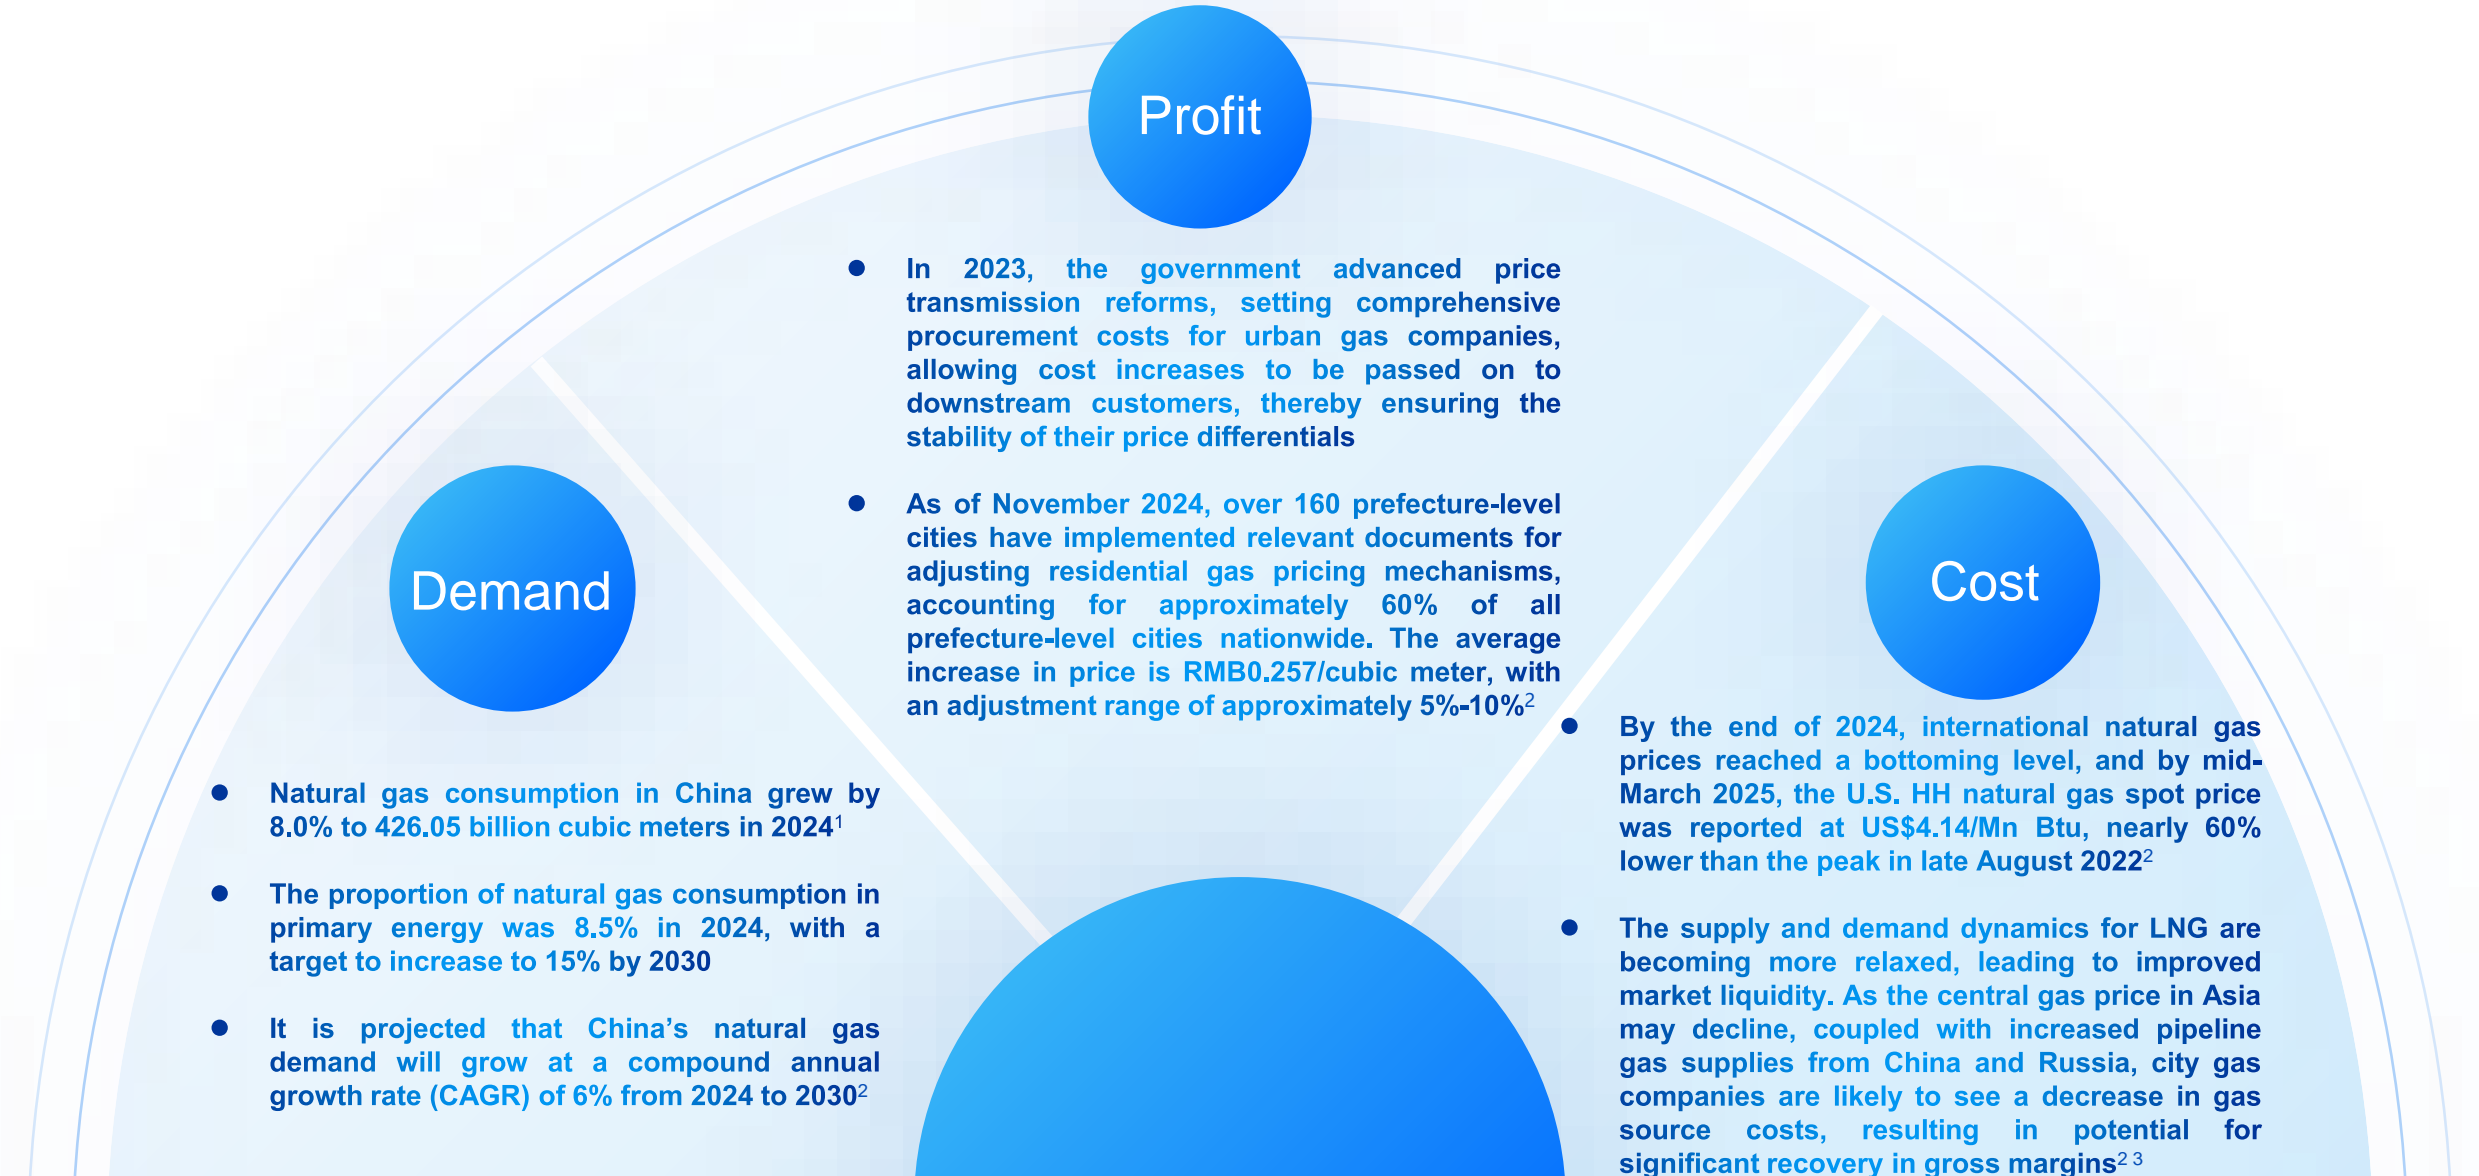 Profit
In 2023, the government advanced price
transmission reforms, setting comprehensive
procurement costs for urban gas companies,
allowing cost increases to be passed on to
downstream customers, thereby ensuring the
stability of their price differentials
As of November 2024, over 160 prefecture-level
cities have implemented relevant documents for
adjusting residential gas pricing mechanisms,
accounting for approximately 60% of all
prefecture-level cities nationwide. The average
increase in price is RMB0.257/cubic meter, with
an adjustment range of approximately 5%-10%2
Demand
Natural gas consumption in China grew by
8.0% to 426.05 billion cubic meters in 20241
The proportion of natural gas consumption in
primary energy was 8.5% in 2024, with a
target to increase to 15% by 2030
It is projected that China's natural gas
demand will grow at a compound annual
growth rate (CAGR) of 6% from 2024 to 20302
Cost
By the end of 2024, international natural gas
prices reached a bottoming level, and by mid-
March 2025, the U.S. HH natural gas spot price
was reported at US$4.14/Mn Btu, nearly 60%
lower than the peak in late August 20222
The supply and demand dynamics for LNG are
becoming more relaxed, leading to improved
market liquidity. As the central gas price in Asia
may decline, coupled with increased pipeline
gas supplies from China and Russia, city gas
companies are likely to see a decrease in gas
source costs, resulting in potential for
significant recovery in gross margins2 3